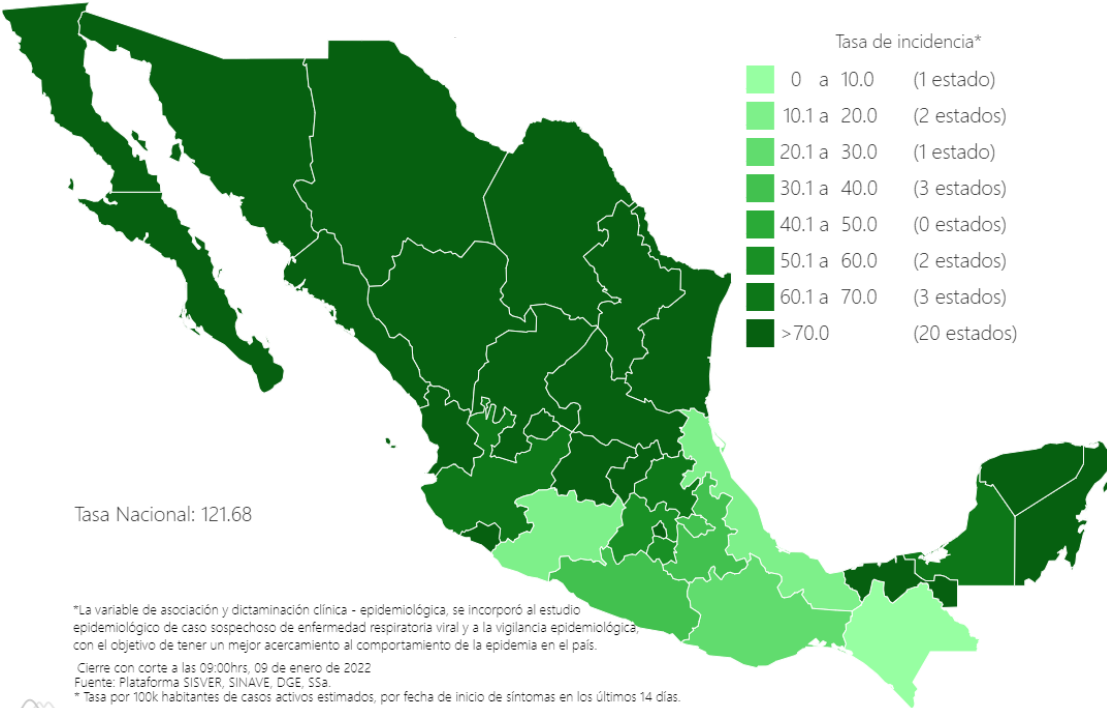 Tasa de incidencia*
0 a 10.0 (1 estado)
10.1 a 20.0 (2 estados)
20.1 a 30.0 (1 estado)
30.1 a 40.0 (3 estados)
40.1 a 50.0 (0 estados)
50.1 a 60.0 (2 estados)
60.1 a 70.0 (3 estados)
>70.0 (20 estados)
Tasa Nacional: 121.68
*La variable de asociación y dictaminación clínica - epidemiológica, se incorporó al estudio
epidemiológico de caso sospechoso de enfermedad respiratoria viral y a la vigilancia epidemiológica,
con el objetivo de tener un mejor acercamiento al comportamiento de la epidemia en el país.
Cierre con corte a las 09:00hrs, 09 de enero de 2022
Fuente: Plataforma SISVER, SINAVE, DGE, SSa.
* Tasa por 100k habitantes de casos activos estimados, por fecha de inicio de síntomas en los últimos 14 días.